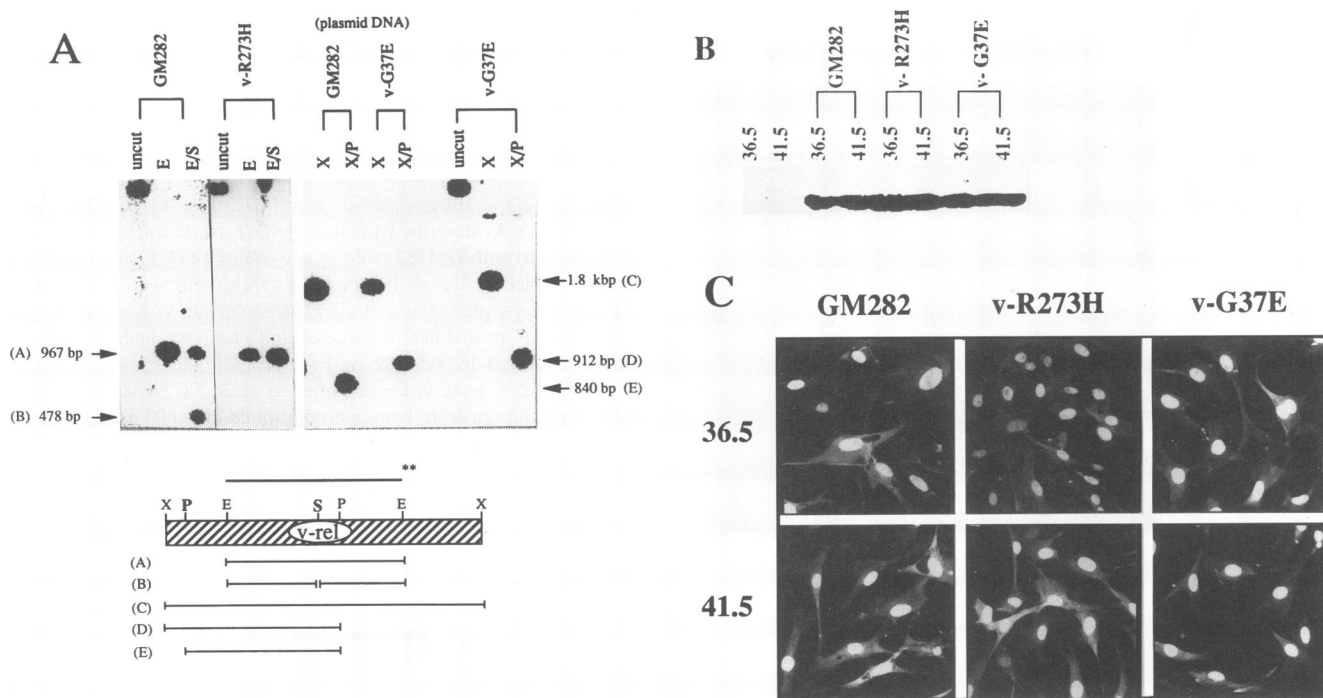 A
(plasmid DNA)
GM282
v-R273H
GM282
v-G37E
v-G37E
uncut
E
E/S
uncut
E
E/S
X
X/P
X
X/P
uncut
X
X/P
1.8 kbp (C)
(A) 967 bp
912 bp (D)
840 bp (E)
(B) 478 bp
**
X P E S P E X
v-rel
(A)
(B)
(C)
(D)
(E)
B
GM282
v- R273H
v- G37E
36.5
41.5
36.5
41.5
36.5
41.5
36.5
41.5
C
GM282 v-R273H v-G37E
36.5
41.5